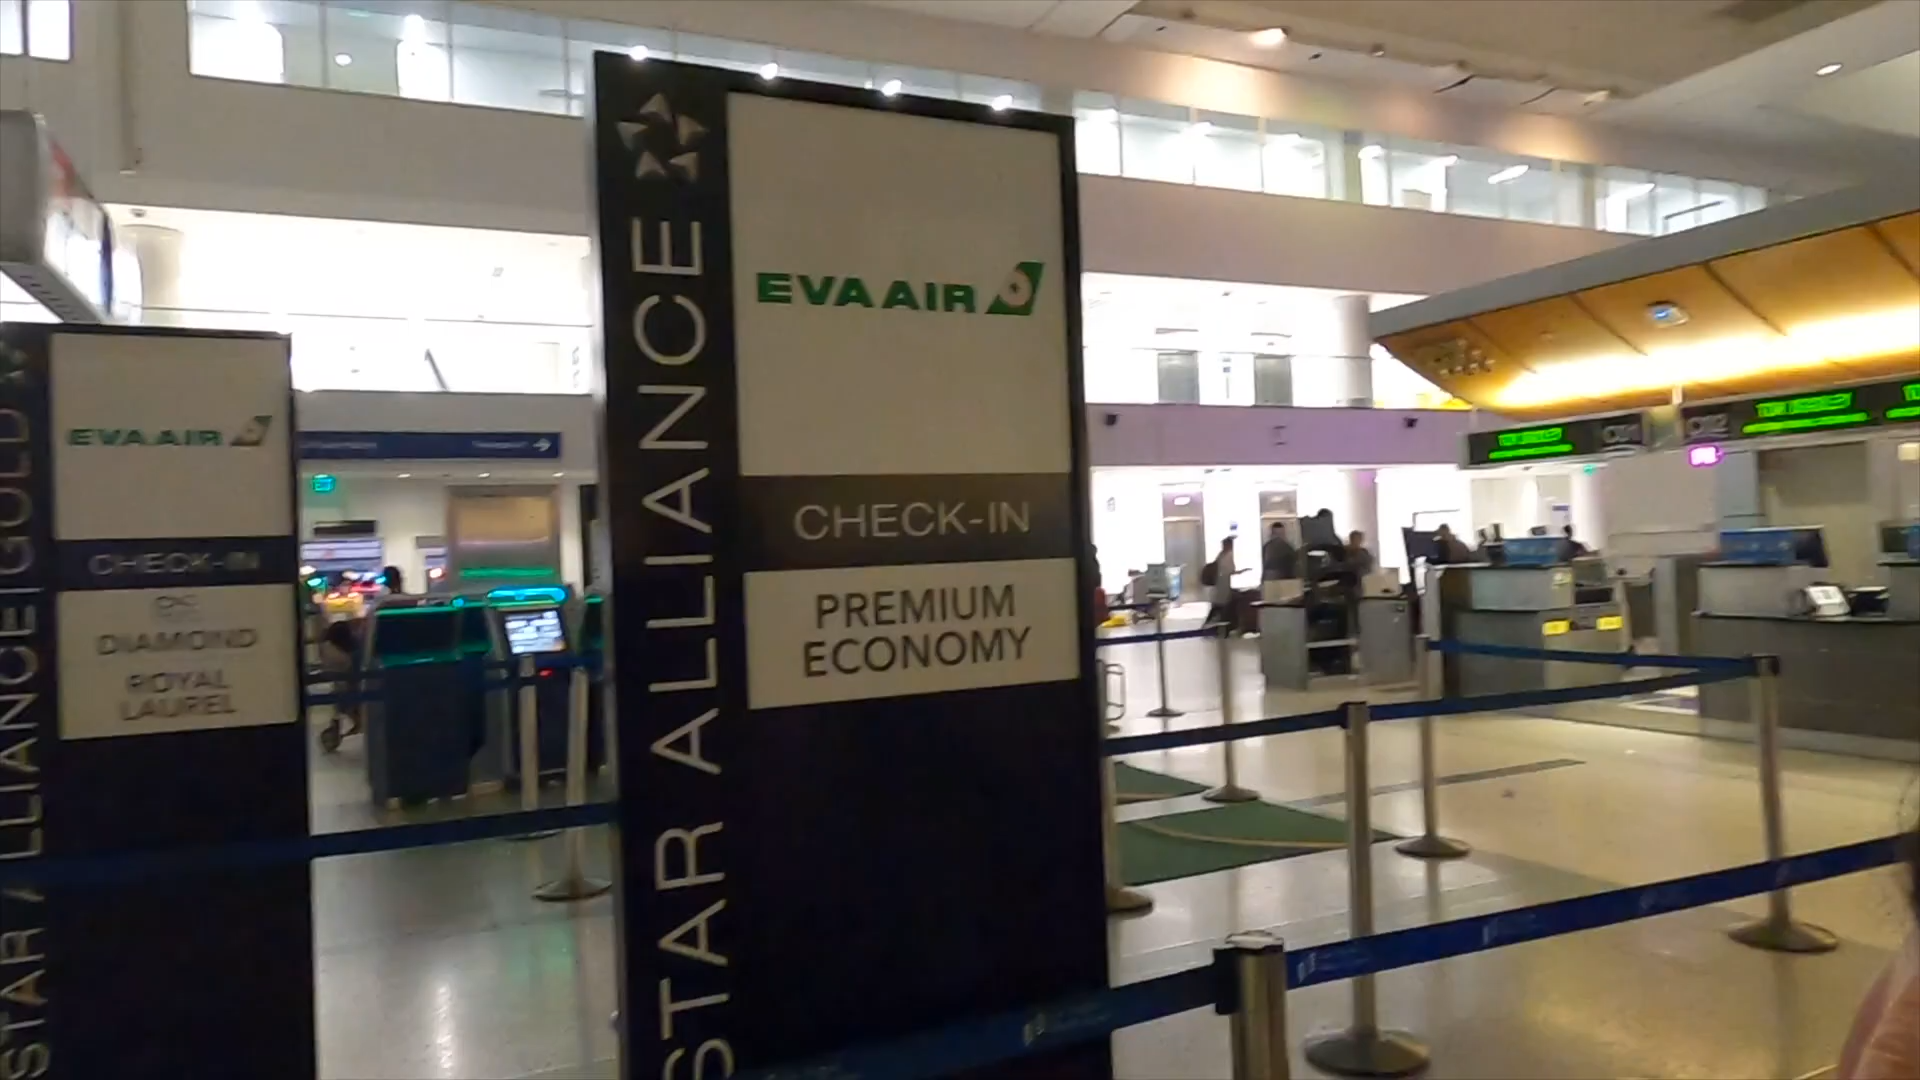 STAR ALLIANCE GOLD
EVA AIR
CHECK-IN
DIAMOND
ROYAL
LAUREL
STAR ALLIANCE
EVA AIR
CHECK-IN
PREMIUM
ECONOMY